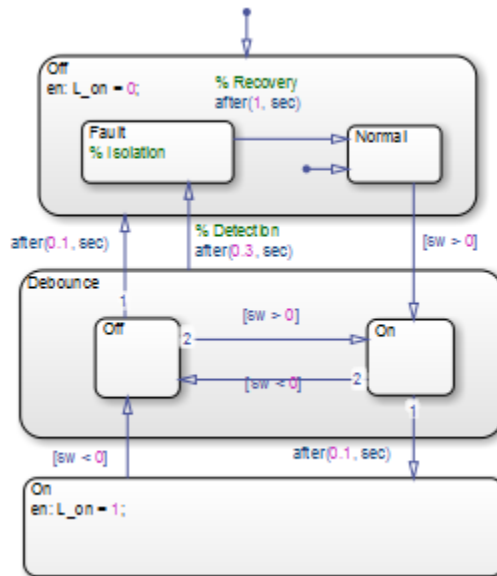 Off
en: L_on = 0;
% Recovery
after(1, sec)
Fault
% Isolation
Normal
after(0.1, sec)
% Detection
after(0.3, sec)
[sw > 0]
Debounce
1
Off
2
[sw > 0]
On
[sw < 0]
2
1
[sw < 0]
after(0.1, sec)
On
en: L_on = 1;